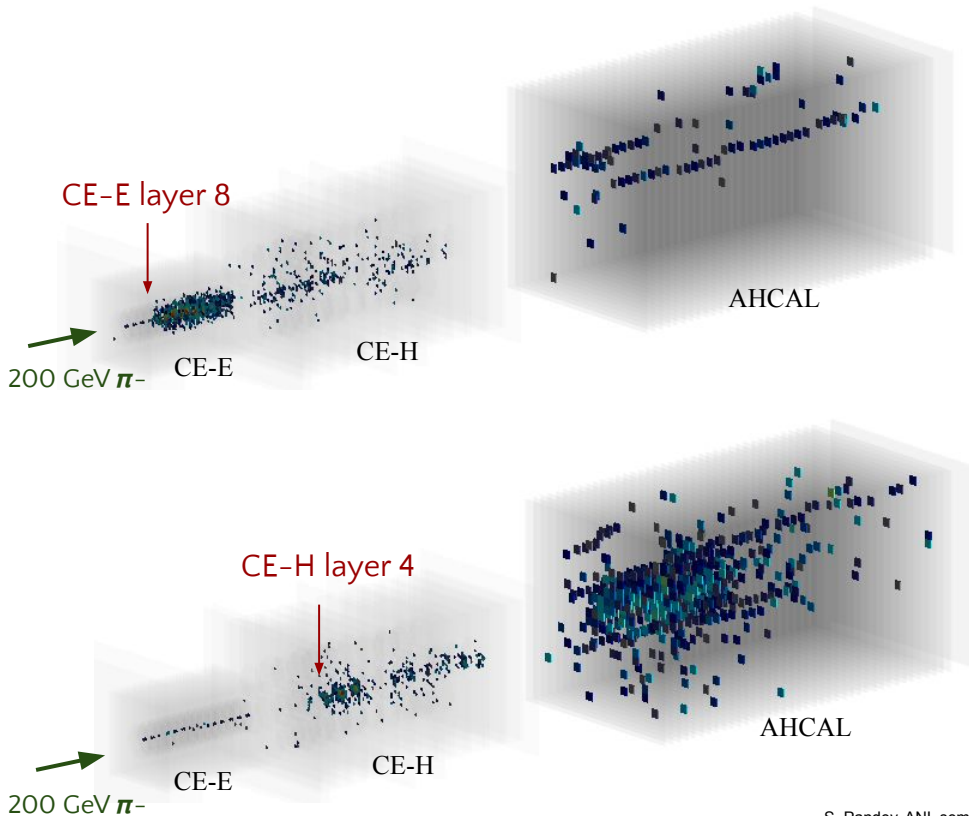 CE-E layer 8
AHCAL
CE-E
CE-H
200 GeV π-
CE-H layer 4
AHCAL
CE-E
CE-H
200 GeV π-